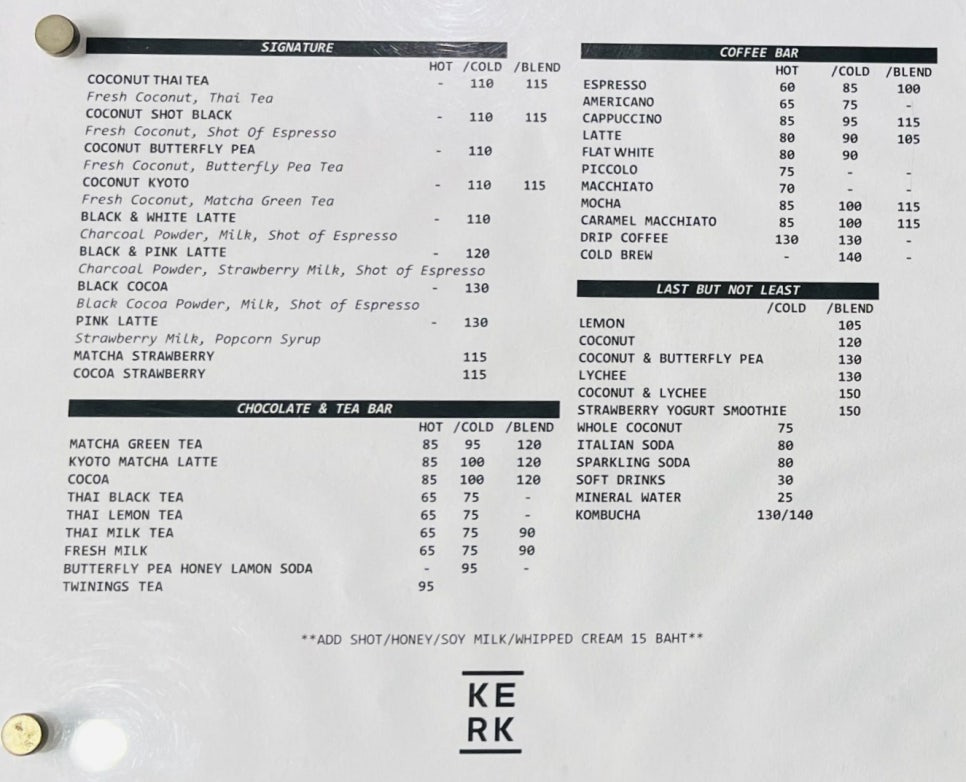 SIGNATURE
HOT /COLD /BLEND
COCONUT THAI TEA - 110 115
Fresh Coconut, Thai Tea
COCONUT SHOT BLACK - 110 115
Fresh Coconut, Shot Of Espresso
COCONUT BUTTERFLY PEA - 110
Fresh Coconut, Butterfly Pea Tea
COCONUT KYOTO - 110 115
Fresh Coconut, Matcha Green Tea
BLACK & WHITE LATTE - 110
Charcoal Powder, Milk, Shot of Espresso
BLACK & PINK LATTE - 120
Charcoal Powder, Strawberry Milk, Shot of Espresso
BLACK COCOA - 130
Black Cocoa Powder, Milk, Shot of Espresso
PINK LATTE - 130
Strawberry Milk, Popcorn Syrup
MATCHA STRAWBERRY 115
COCOA STRAWBERRY 115
CHOCOLATE & TEA BAR
HOT /COLD /BLEND
MATCHA GREEN TEA 85 95 120
KYOTO MATCHA LATTE 85 100 120
COCOA 85 100 120
THAI BLACK TEA 65 75 -
THAI LEMON TEA 65 75 -
THAI MILK TEA 65 75 90
FRESH MILK 65 75 90
BUTTERFLY PEA HONEY LAMON SODA - 95 -
TWININGS TEA 95
COFFEE BAR
HOT /COLD /BLEND
ESPRESSO 60 85 100
AMERICANO 65 75 -
CAPPUCCINO 85 95 115
LATTE 80 90 105
FLAT WHITE 80 90
PICCOLO 75 - -
MACCHIATO 70 - -
MOCHA 85 100 115
CARAMEL MACCHIATO 85 100 115
DRIP COFFEE 130 130 -
COLD BREW - 140 -
LAST BUT NOT LEAST
/COLD /BLEND
LEMON 105
COCONUT 120
COCONUT & BUTTERFLY PEA 130
LYCHEE 130
COCONUT & LYCHEE 150
STRAWBERRY YOGURT SMOOTHIE 150
WHOLE COCONUT 75
ITALIAN SODA 80
SPARKLING SODA 80
SOFT DRINKS 30
MINERAL WATER 25
KOMBUCHA 130/140
**ADD SHOT/HONEY/SOY MILK/WHIPPED CREAM 15 BAHT**
KE
RK